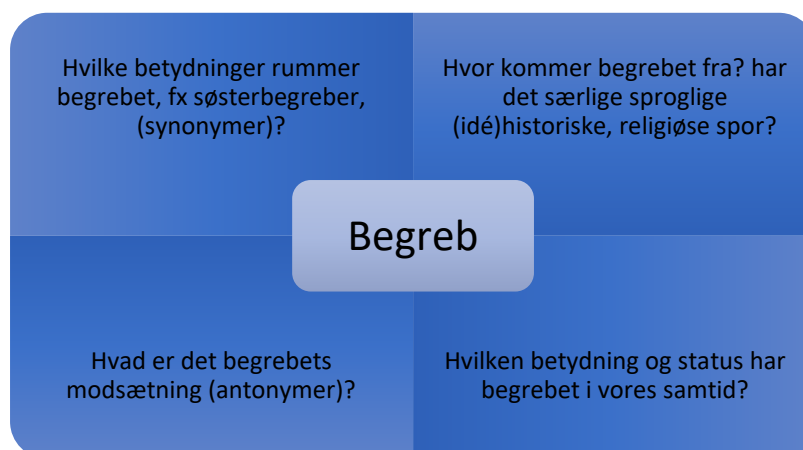 Hvilke betydninger rummer
begrebet, fx søsterbegreber,
(synonymer)?
Hvor kommer begrebet fra? har
det særlige sproglige
(idé)historiske, religiøse spor?
Begreb
Hvad er det begrebets
modsætning (antonymer)?
Hvilken betydning og status har
begrebet i vores samtid?